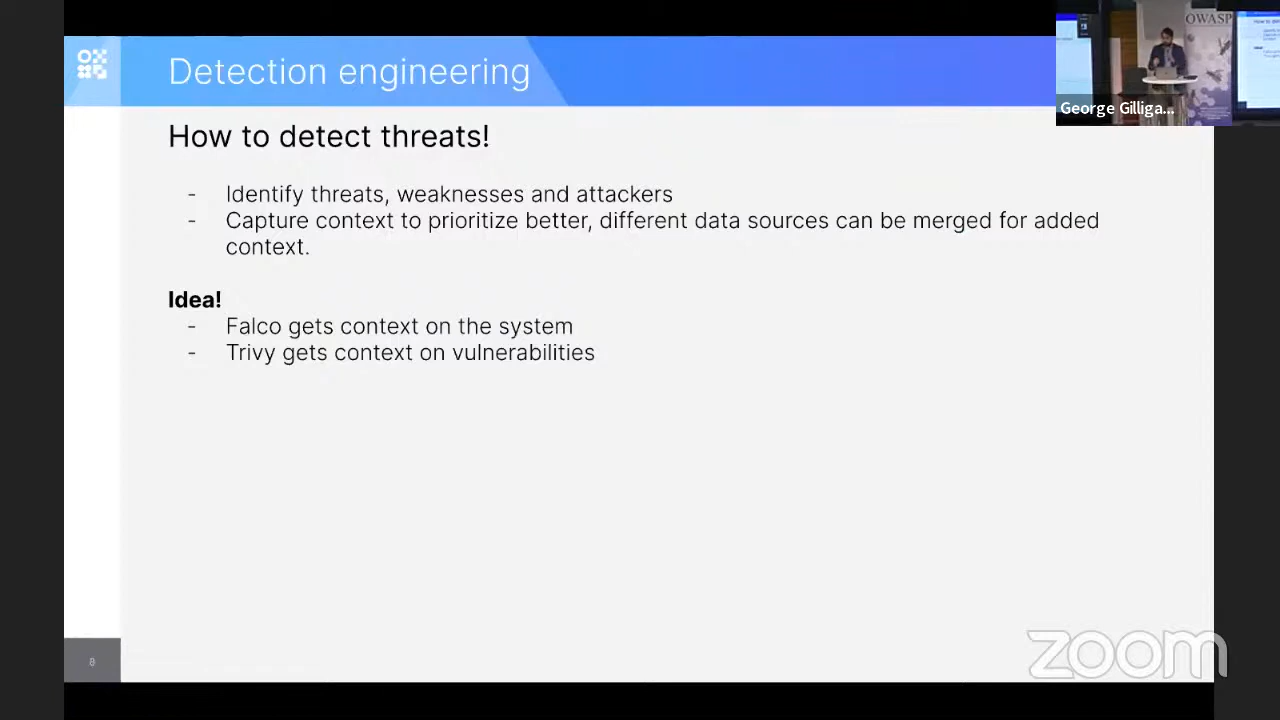 Detection engineering
OWASP
George Gilliga...
How to detect threats!
- Identify threats, weaknesses and attackers
- Capture context to prioritize better, different data sources can be merged for added
context.
Idea!
- Falco gets context on the system
- Trivy gets context on vulnerabilities
8
zoom